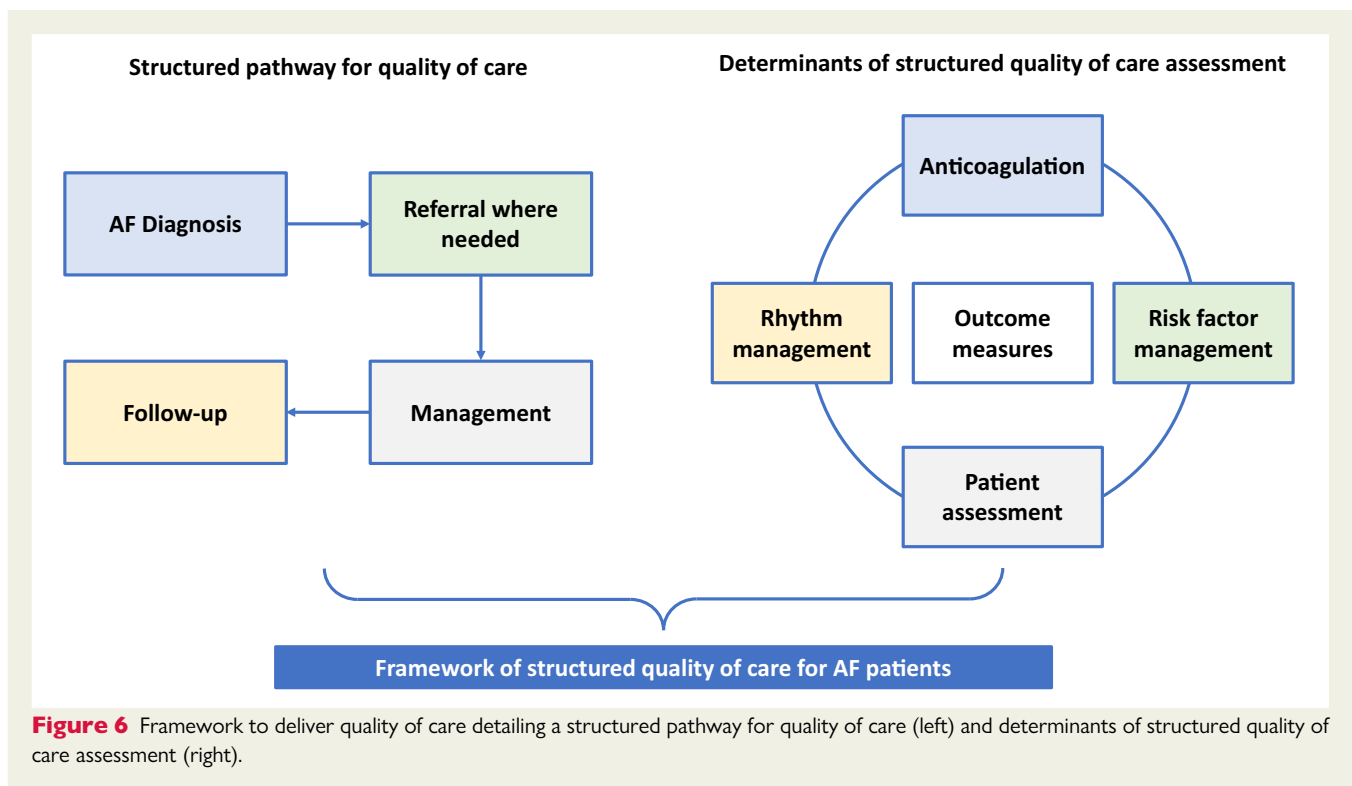 Structured pathway for quality of care
Determinants of structured quality of care assessment
AF Diagnosis
Referral where
needed
Follow-up
Management
Anticoagulation
Rhythm
management
Outcome
measures
Risk factor
management
Patient
assessment
Framework of structured quality of care for AF patients
Figure 6 Framework to deliver quality of care detailing a structured pathway for quality of care (left) and determinants of structured quality of
care assessment (right).